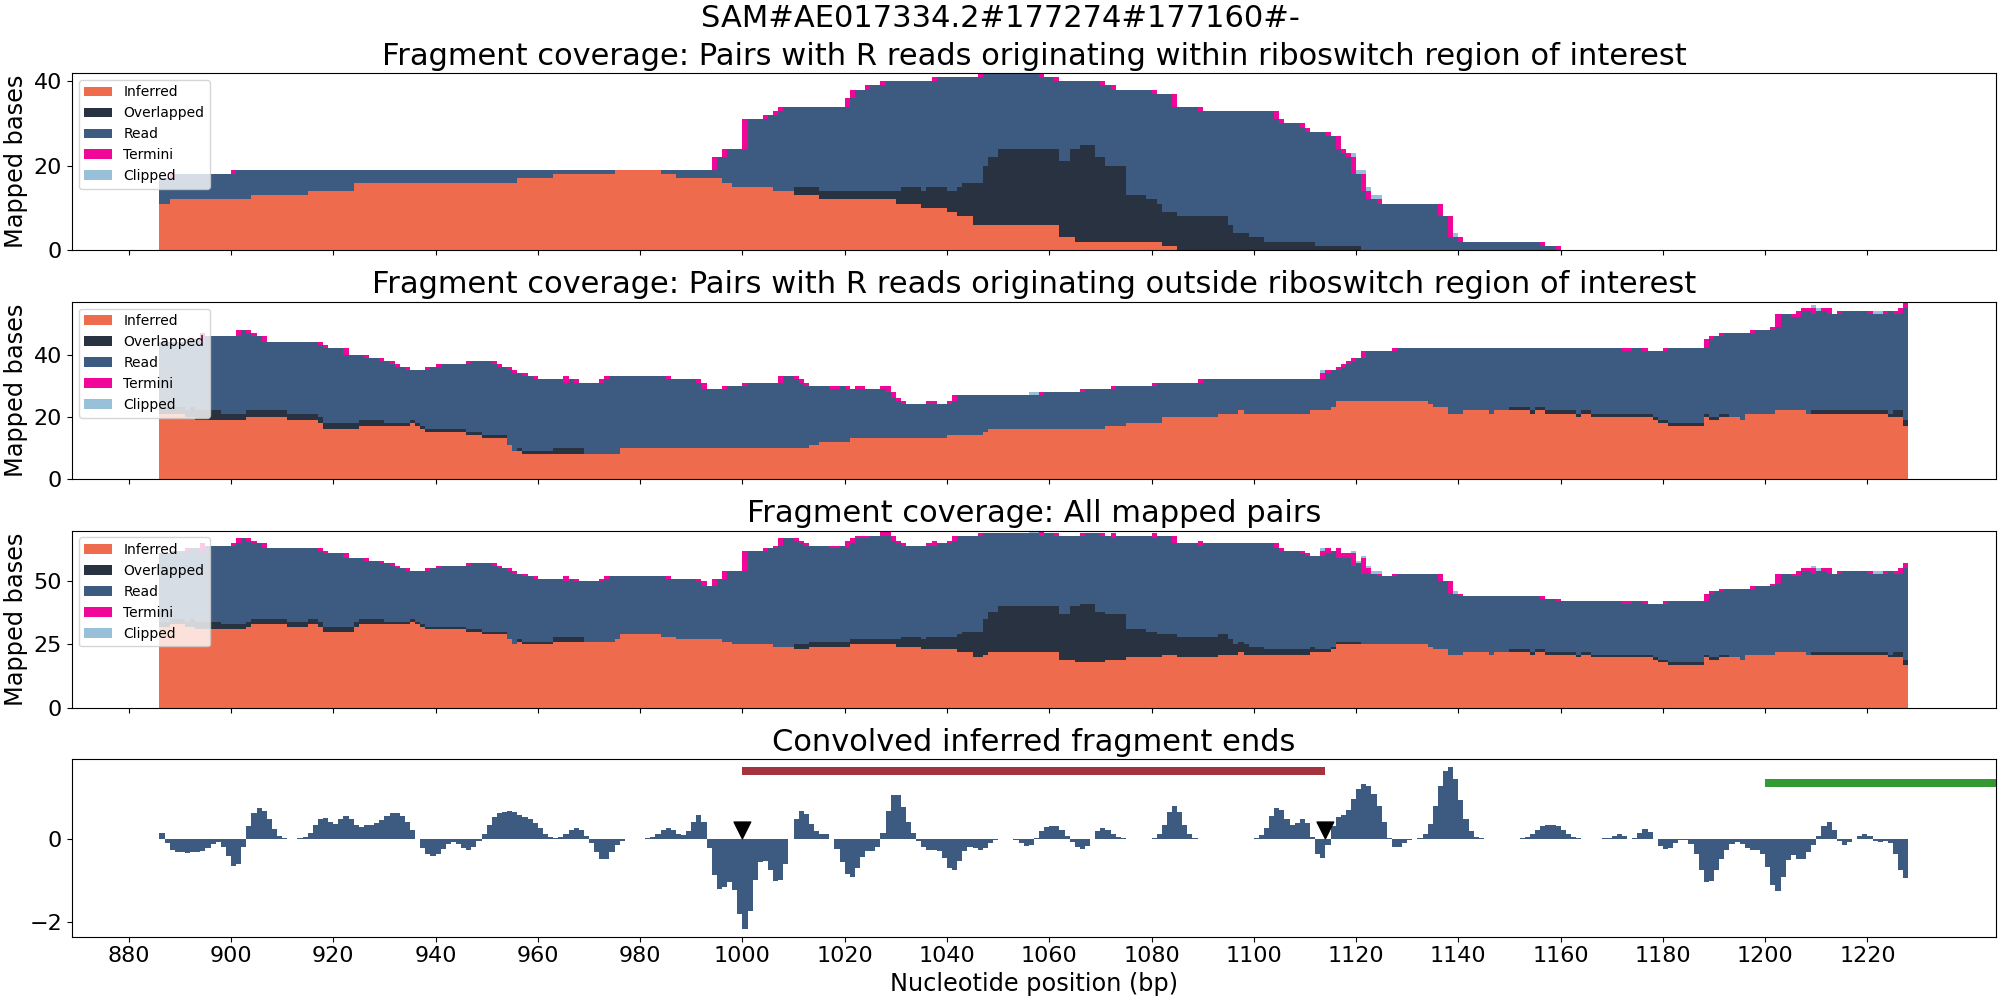 SAM#AE017334.2#177274#177160#-
Fragment coverage: Pairs with R reads originating within riboswitch region of interest
Mapped bases
40
20
0
Inferred
Overlapped
Read
Termini
Clipped
Fragment coverage: Pairs with R reads originating outside riboswitch region of interest
Mapped bases
40
20
0
Inferred
Overlapped
Read
Termini
Clipped
Fragment coverage: All mapped pairs
Mapped bases
50
25
0
Inferred
Overlapped
Read
Termini
Clipped
Convolved inferred fragment ends
0
−2
880 900 920 940 960 980 1000 1020 1040 1060 1080 1100 1120 1140 1160 1180 1200 1220
Nucleotide position (bp)